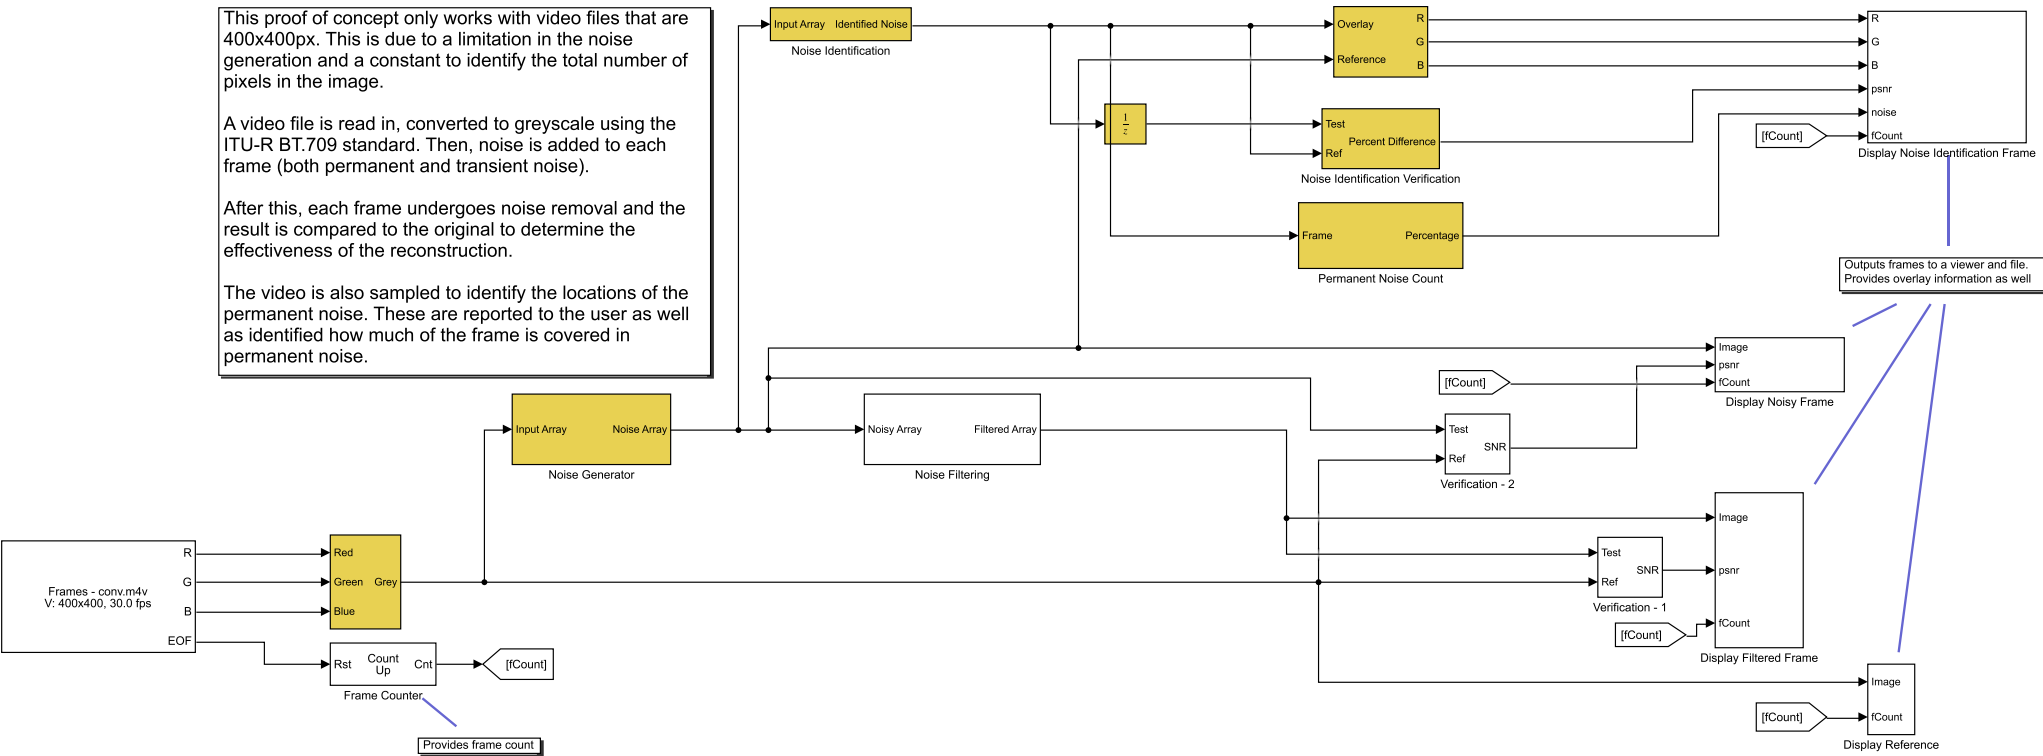 This proof of concept only works with video files that are
400x400px. This is due to a limitation in the noise
generation and a constant to identify the total number of
pixels in the image.
A video file is read in, converted to greyscale using the
ITU-R BT.709 standard. Then, noise is added to each
frame (both permanent and transient noise).
After this, each frame undergoes noise removal and the
result is compared to the original to determine the
effectiveness of the reconstruction.
The video is also sampled to identify the locations of the
permanent noise. These are reported to the user as well
as identified how much of the frame is covered in
permanent noise.
Input Array Identified Noise
Noise Identification
Overlay R
G
Reference B
R
G
B
psnr
noise
[fCount] fCount
Display Noise Identification Frame
1
z
Test
Percent Difference
Ref
Noise Identification Verification
Frame Percentage
Permanent Noise Count
Outputs frames to a viewer and file.
Provides overlay information as well
Image
psnr
[fCount] fCount
Display Noisy Frame
Input Array Noise Array
Noise Generator
Noisy Array Filtered Array
Noise Filtering
Test
SNR
Ref
Verification - 2
Image
psnr
fCount
Display Filtered Frame
Test
SNR
Ref
Verification - 1
[fCount]
Frames - conv.m4v
V: 400x400, 30.0 fps
R
G
B
EOF
Red
Green Grey
Blue
Rst Count Cnt
Up
Frame Counter
[fCount]
Provides frame count
Image
[fCount] fCount
Display Reference